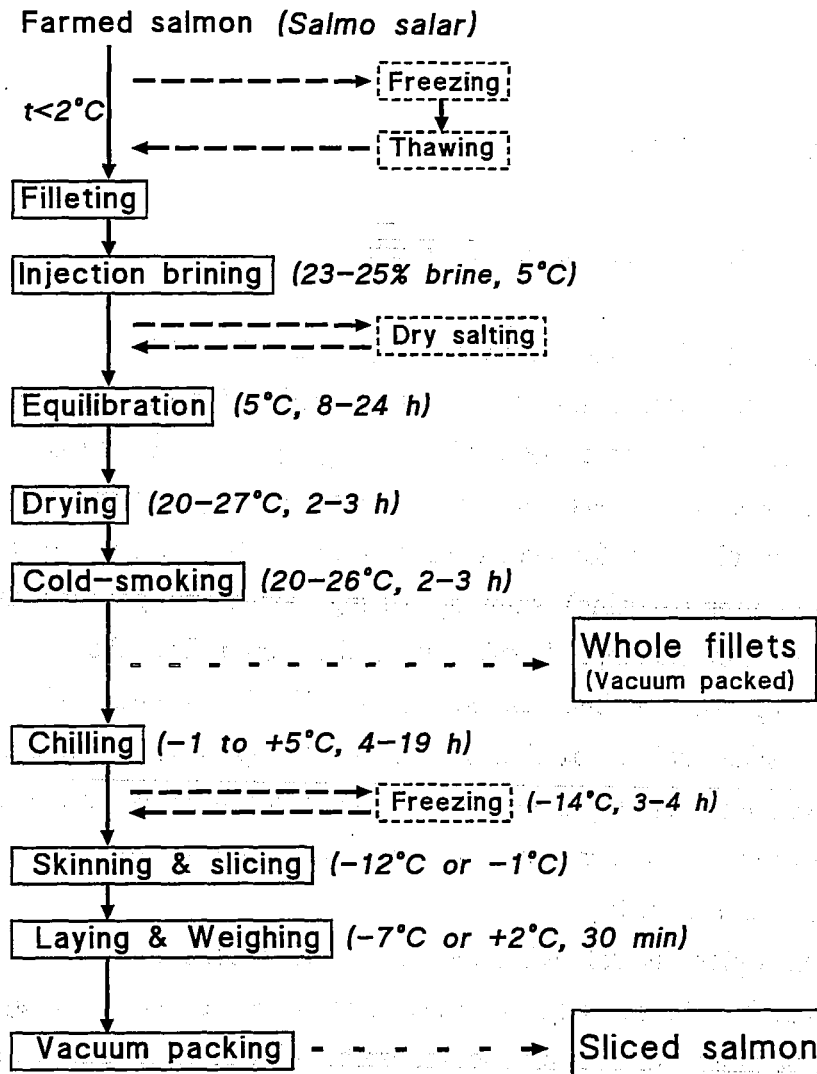 Farmed salmon (Salmo salar)
Freezing
t<2°C
Thawing
Filleting
Injection brining (23-25% brine, 5°C)
Dry salting
Equilibration (5°C, 8-24 h)
Drying (20-27°C, 2-3 h)
Cold-smoking (20-26°C, 2-3 h)
Whole fillets
(Vacuum packed)
Chilling (-1 to +5°C, 4-19 h)
Freezing (-14°C, 3-4 h)
Skinning & slicing (-12°C or -1°C)
Laying & Weighing (-7°C or +2°C, 30 min)
Vacuum packing
Sliced salmon